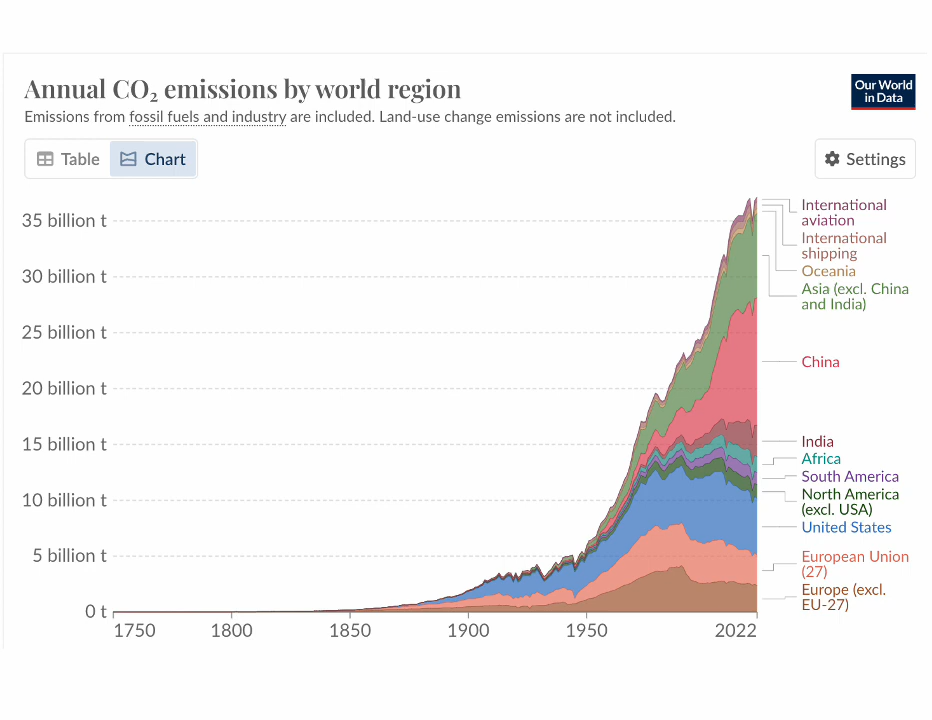 Annual CO₂ emissions by world region
Our World
in Data
Emissions from fossil fuels and industry are included. Land-use change emissions are not included.
Table
Chart
Settings
35 billion t
30 billion t
25 billion t
20 billion t
15 billion t
10 billion t
5 billion t
0 t
1750
1800
1850
1900
1950
2022
International
aviation
International
shipping
Oceania
Asia (excl. China
and India)
China
India
Africa
South America
North America
(excl. USA)
United States
European Union
(27)
Europe (excl.
EU-27)